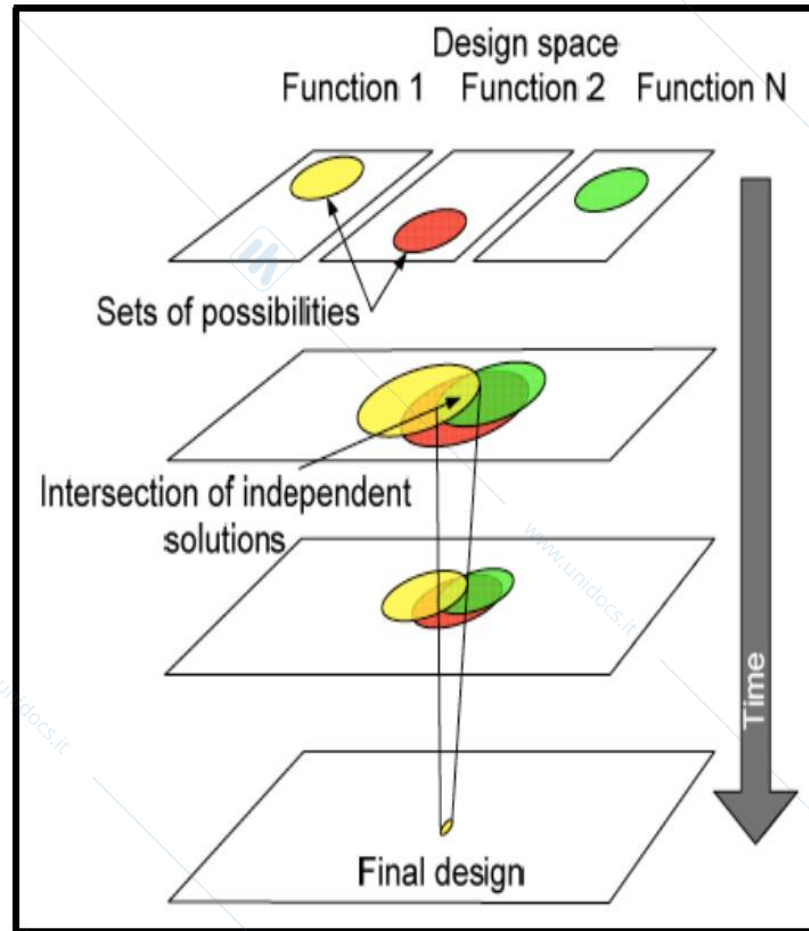 Design space
Function 1 Function 2 Function N
Sets of possibilities
Intersection of independent
solutions
www.unidocs.it
unidocs.it
Time
Final design